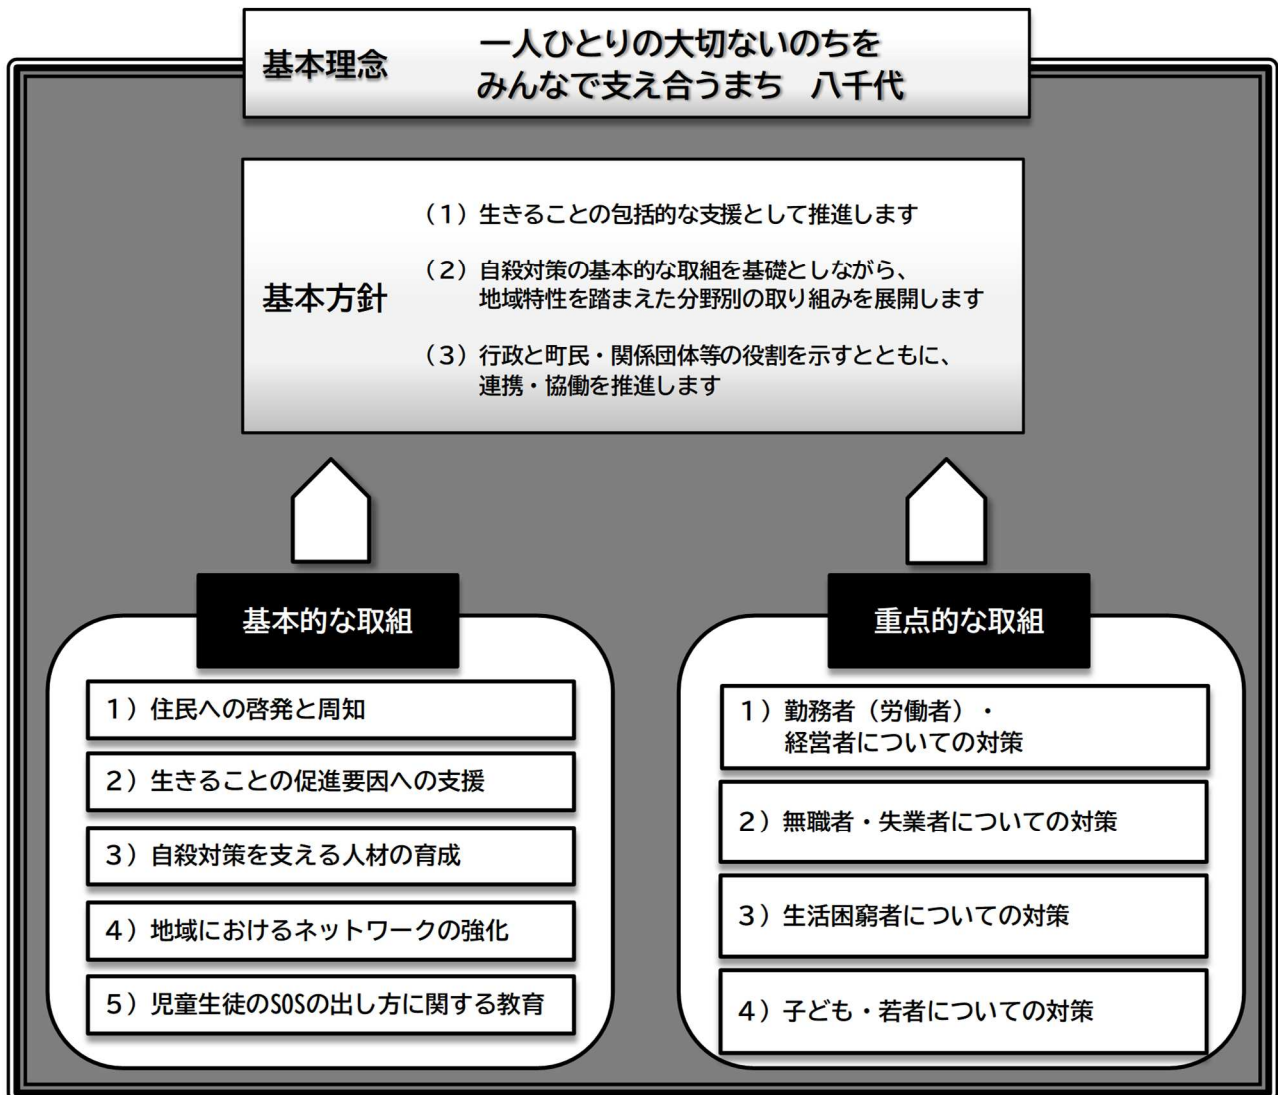 基本理念
一人ひとりの大切ないのちを
みんなで支え合うまち　八千代
基本方針
（1）生きることの包括的な支援として推進します
（2）自殺対策の基本的な取組を基礎としながら、
地域特性を踏まえた分野別の取り組みを展開します
（3）行政と町民・関係団体等の役割を示すとともに、
連携・協働を推進します
基本的な取組
1）住民への啓発と周知
2）生きることの促進要因への支援
3）自殺対策を支える人材の育成
4）地域におけるネットワークの強化
5）児童生徒のSOSの出し方に関する教育
重点的な取組
1）勤務者（労働者）・
経営者についての対策
2）無職者・失業者についての対策
3）生活困窮者についての対策
4）子ども・若者についての対策